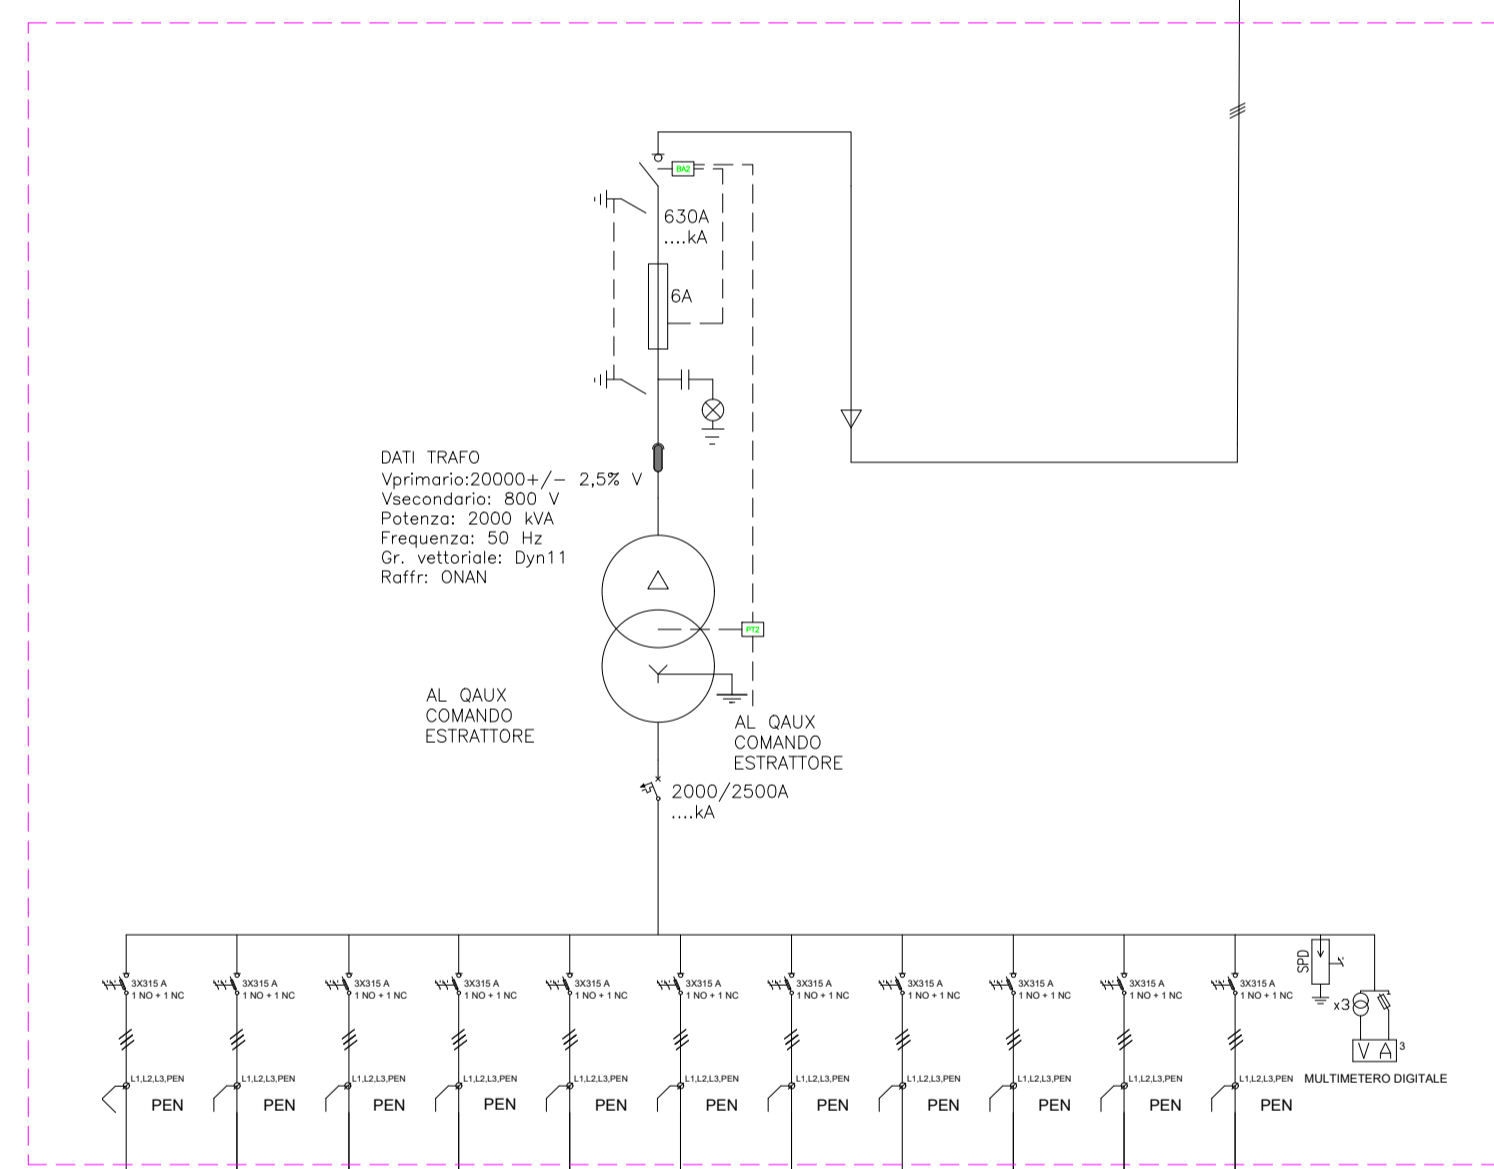 BA2
630A
....kA
6A
DATI TRAFO
Vprimario:20000+/- 2,5% V
Vsecondario: 800 V
Potenza: 2000 kVA
Frequenza: 50 Hz
Gr. vettoriale: Dyn11
Raffr: ONAN
PT2
AL QAUX
COMANDO
ESTRATTORE
AL QAUX
COMANDO
ESTRATTORE
2000/2500A
....kA
3X315 A
1 NO + 1 NC
3X315 A
1 NO + 1 NC
3X315 A
1 NO + 1 NC
3X315 A
1 NO + 1 NC
3X315 A
1 NO + 1 NC
3X315 A
1 NO + 1 NC
3X315 A
1 NO + 1 NC
3X315 A
1 NO + 1 NC
3X315 A
1 NO + 1 NC
3X315 A
1 NO + 1 NC
3X315 A
1 NO + 1 NC
SPD
x3
V A 3
MULTIMETERO DIGITALE
L1,L2,L3,PEN
PEN
L1,L2,L3,PEN
PEN
L1,L2,L3,PEN
PEN
L1,L2,L3,PEN
PEN
L1,L2,L3,PEN
PEN
L1,L2,L3,PEN
PEN
L1,L2,L3,PEN
PEN
L1,L2,L3,PEN
PEN
L1,L2,L3,PEN
PEN
L1,L2,L3,PEN
PEN
L1,L2,L3,PEN
PEN